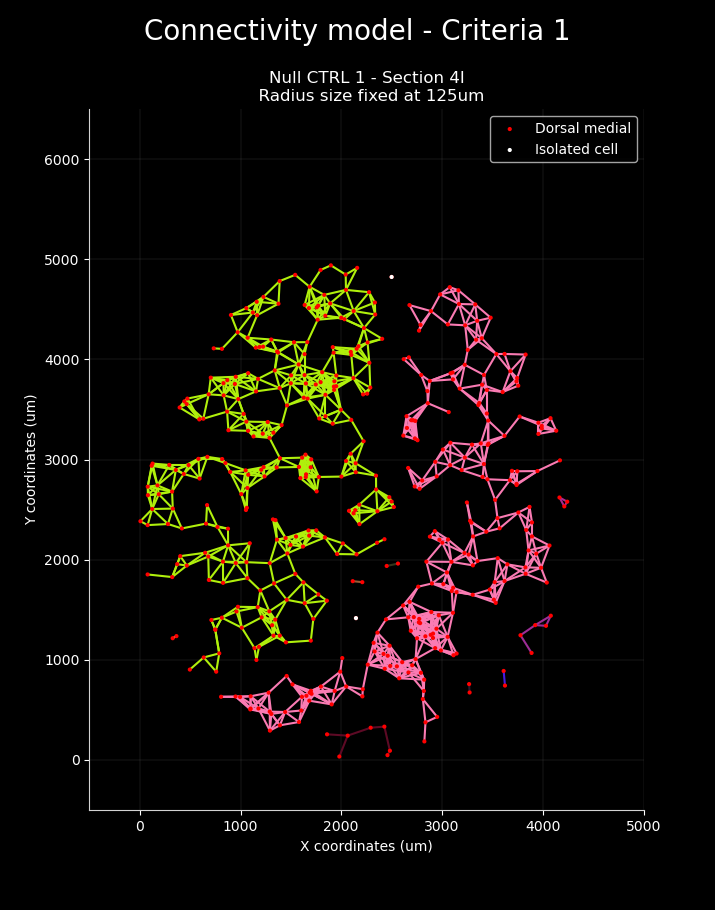 Connectivity model - Criteria 1
Null CTRL 1 - Section 4l
Radius size fixed at 125um
Dorsal medial
Isolated cell
6000
5000
4000
3000
2000
1000
0
Y coordinates (um)
0 1000 2000 3000 4000 5000
X coordinates (um)